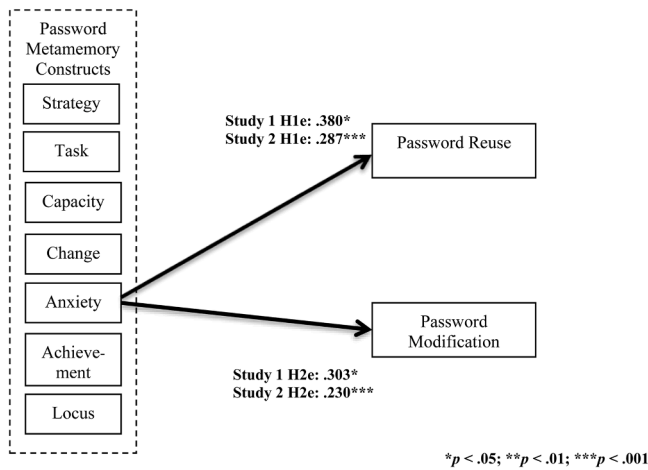 Password
Metamemory
Constructs
Strategy
Task
Capacity
Change
Anxiety
Achieve-
ment
Locus
Study 1 H1e: .380*
Study 2 H1e: .287***
Password Reuse
Password
Modification
Study 1 H2e: .303*
Study 2 H2e: .230***
*p < .05; **p < .01; ***p < .001